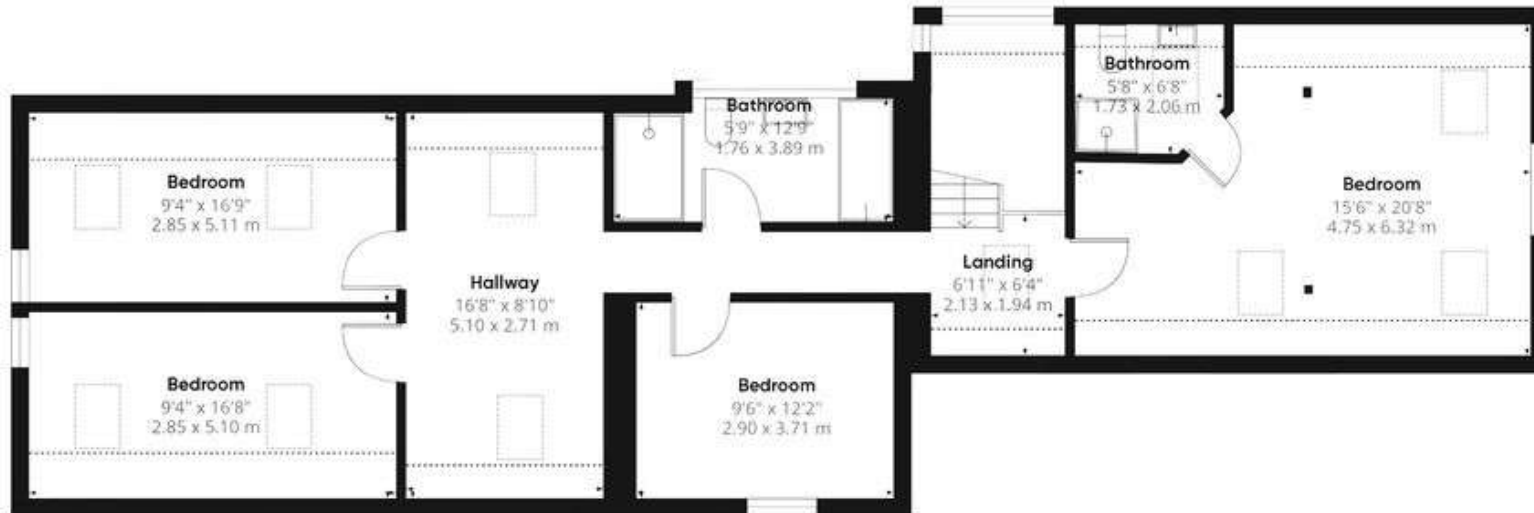 Bathroom
5'8" x 6'8"
1.73 x 2.06 m
Bathroom
5'9" x 12'9"
1.76 x 3.89 m
Bedroom
9'4" x 16'9"
2.85 x 5.11 m
Bedroom
15'6" x 20'8"
4.75 x 6.32 m
Hallway
16'8" x 8'10"
5.10 x 2.71 m
Landing
6'11" x 6'4"
2.13 x 1.94 m
Bedroom
9'4" x 16'8"
2.85 x 5.10 m
Bedroom
9'6" x 12'2"
2.90 x 3.71 m